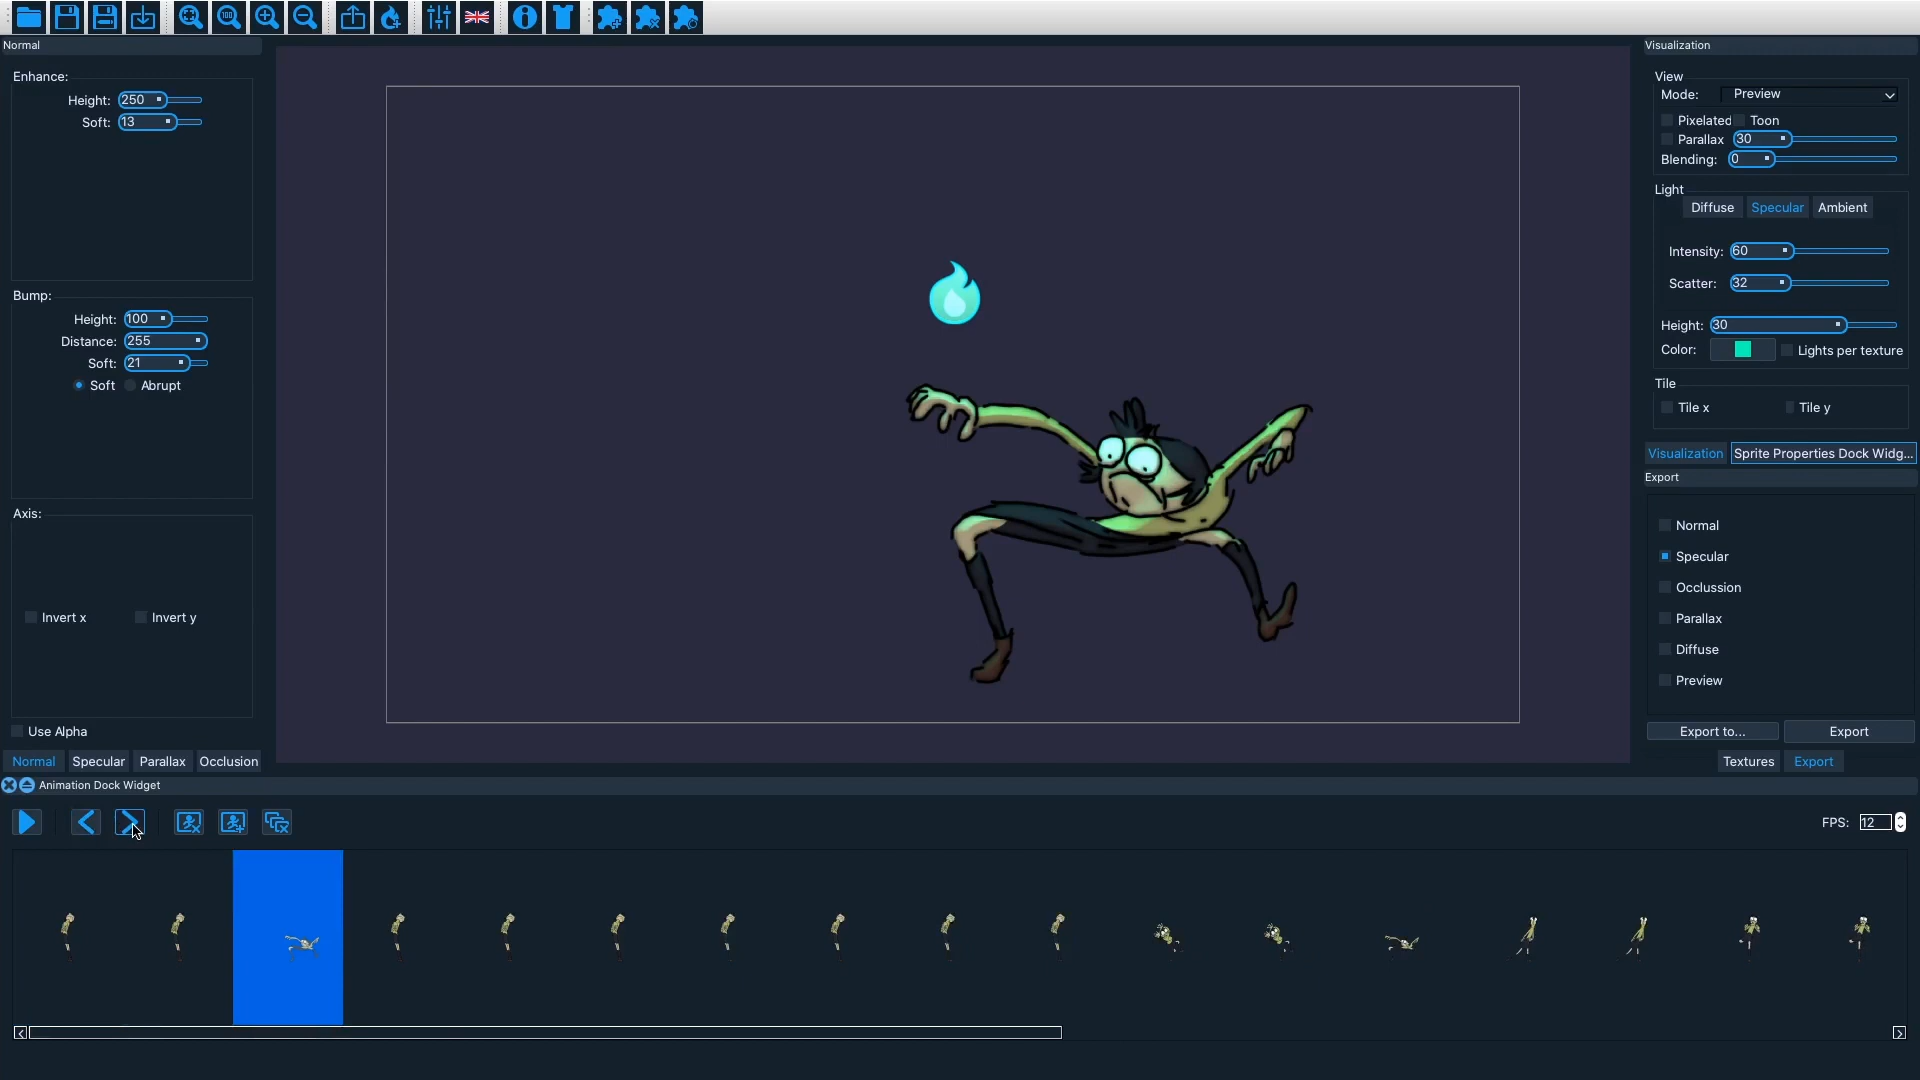 100
Normal
Enhance:
Height: 250
Soft: 13
Bump:
Height: 100
Distance: 255
Soft: 21
Soft Abrupt
Axis:
Invert x Invert y
Use Alpha
Normal Specular Parallax Occlusion
Visualization
View
Mode: Preview
Pixelated Toon
Parallax 30
Blending: 0
Light
Diffuse Specular Ambient
Intensity: 60
Scatter: 32
Height: 30
Color: Lights per texture
Tile
Tile x Tile y
Visualization Sprite Properties Dock Widg...
Export
Normal
Specular
Occlussion
Parallax
Diffuse
Preview
Export to... Export
Textures Export
Animation Dock Widget
FPS: 12